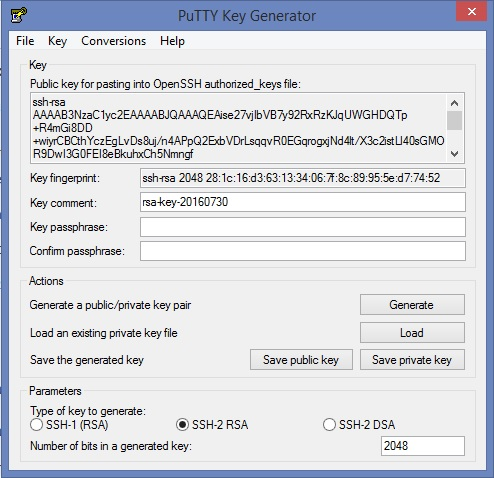 PuTTY Key Generator
File Key Conversions Help
Key
Public key for pasting into OpenSSH authorized_keys file:
ssh-rsa
AAAAB3NzaC1yc2EAAAABJQAAAQEAise27vjIbVB7y92RxRzKJqUWGHDQTp
+R4mGi8DD
+wiyrCBCthYczEgLvDs8uj/n4APpQ2ExbVDrLsqqvR0EGqrogxjNd4lt/X3c2istLl40sGMO
R9DwI3G0FEI8eBkuhxCh5Nmngf
Key fingerprint: ssh-rsa 2048 28:1c:16:d3:63:13:34:06:7f:8c:89:95:5e:d7:74:52
Key comment: rsa-key-20160730
Key passphrase:
Confirm passphrase:
Actions
Generate a public/private key pair Generate
Load an existing private key file Load
Save the generated key Save public key Save private key
Parameters
Type of key to generate:
SSH-1 (RSA) SSH-2 RSA SSH-2 DSA
Number of bits in a generated key: 2048